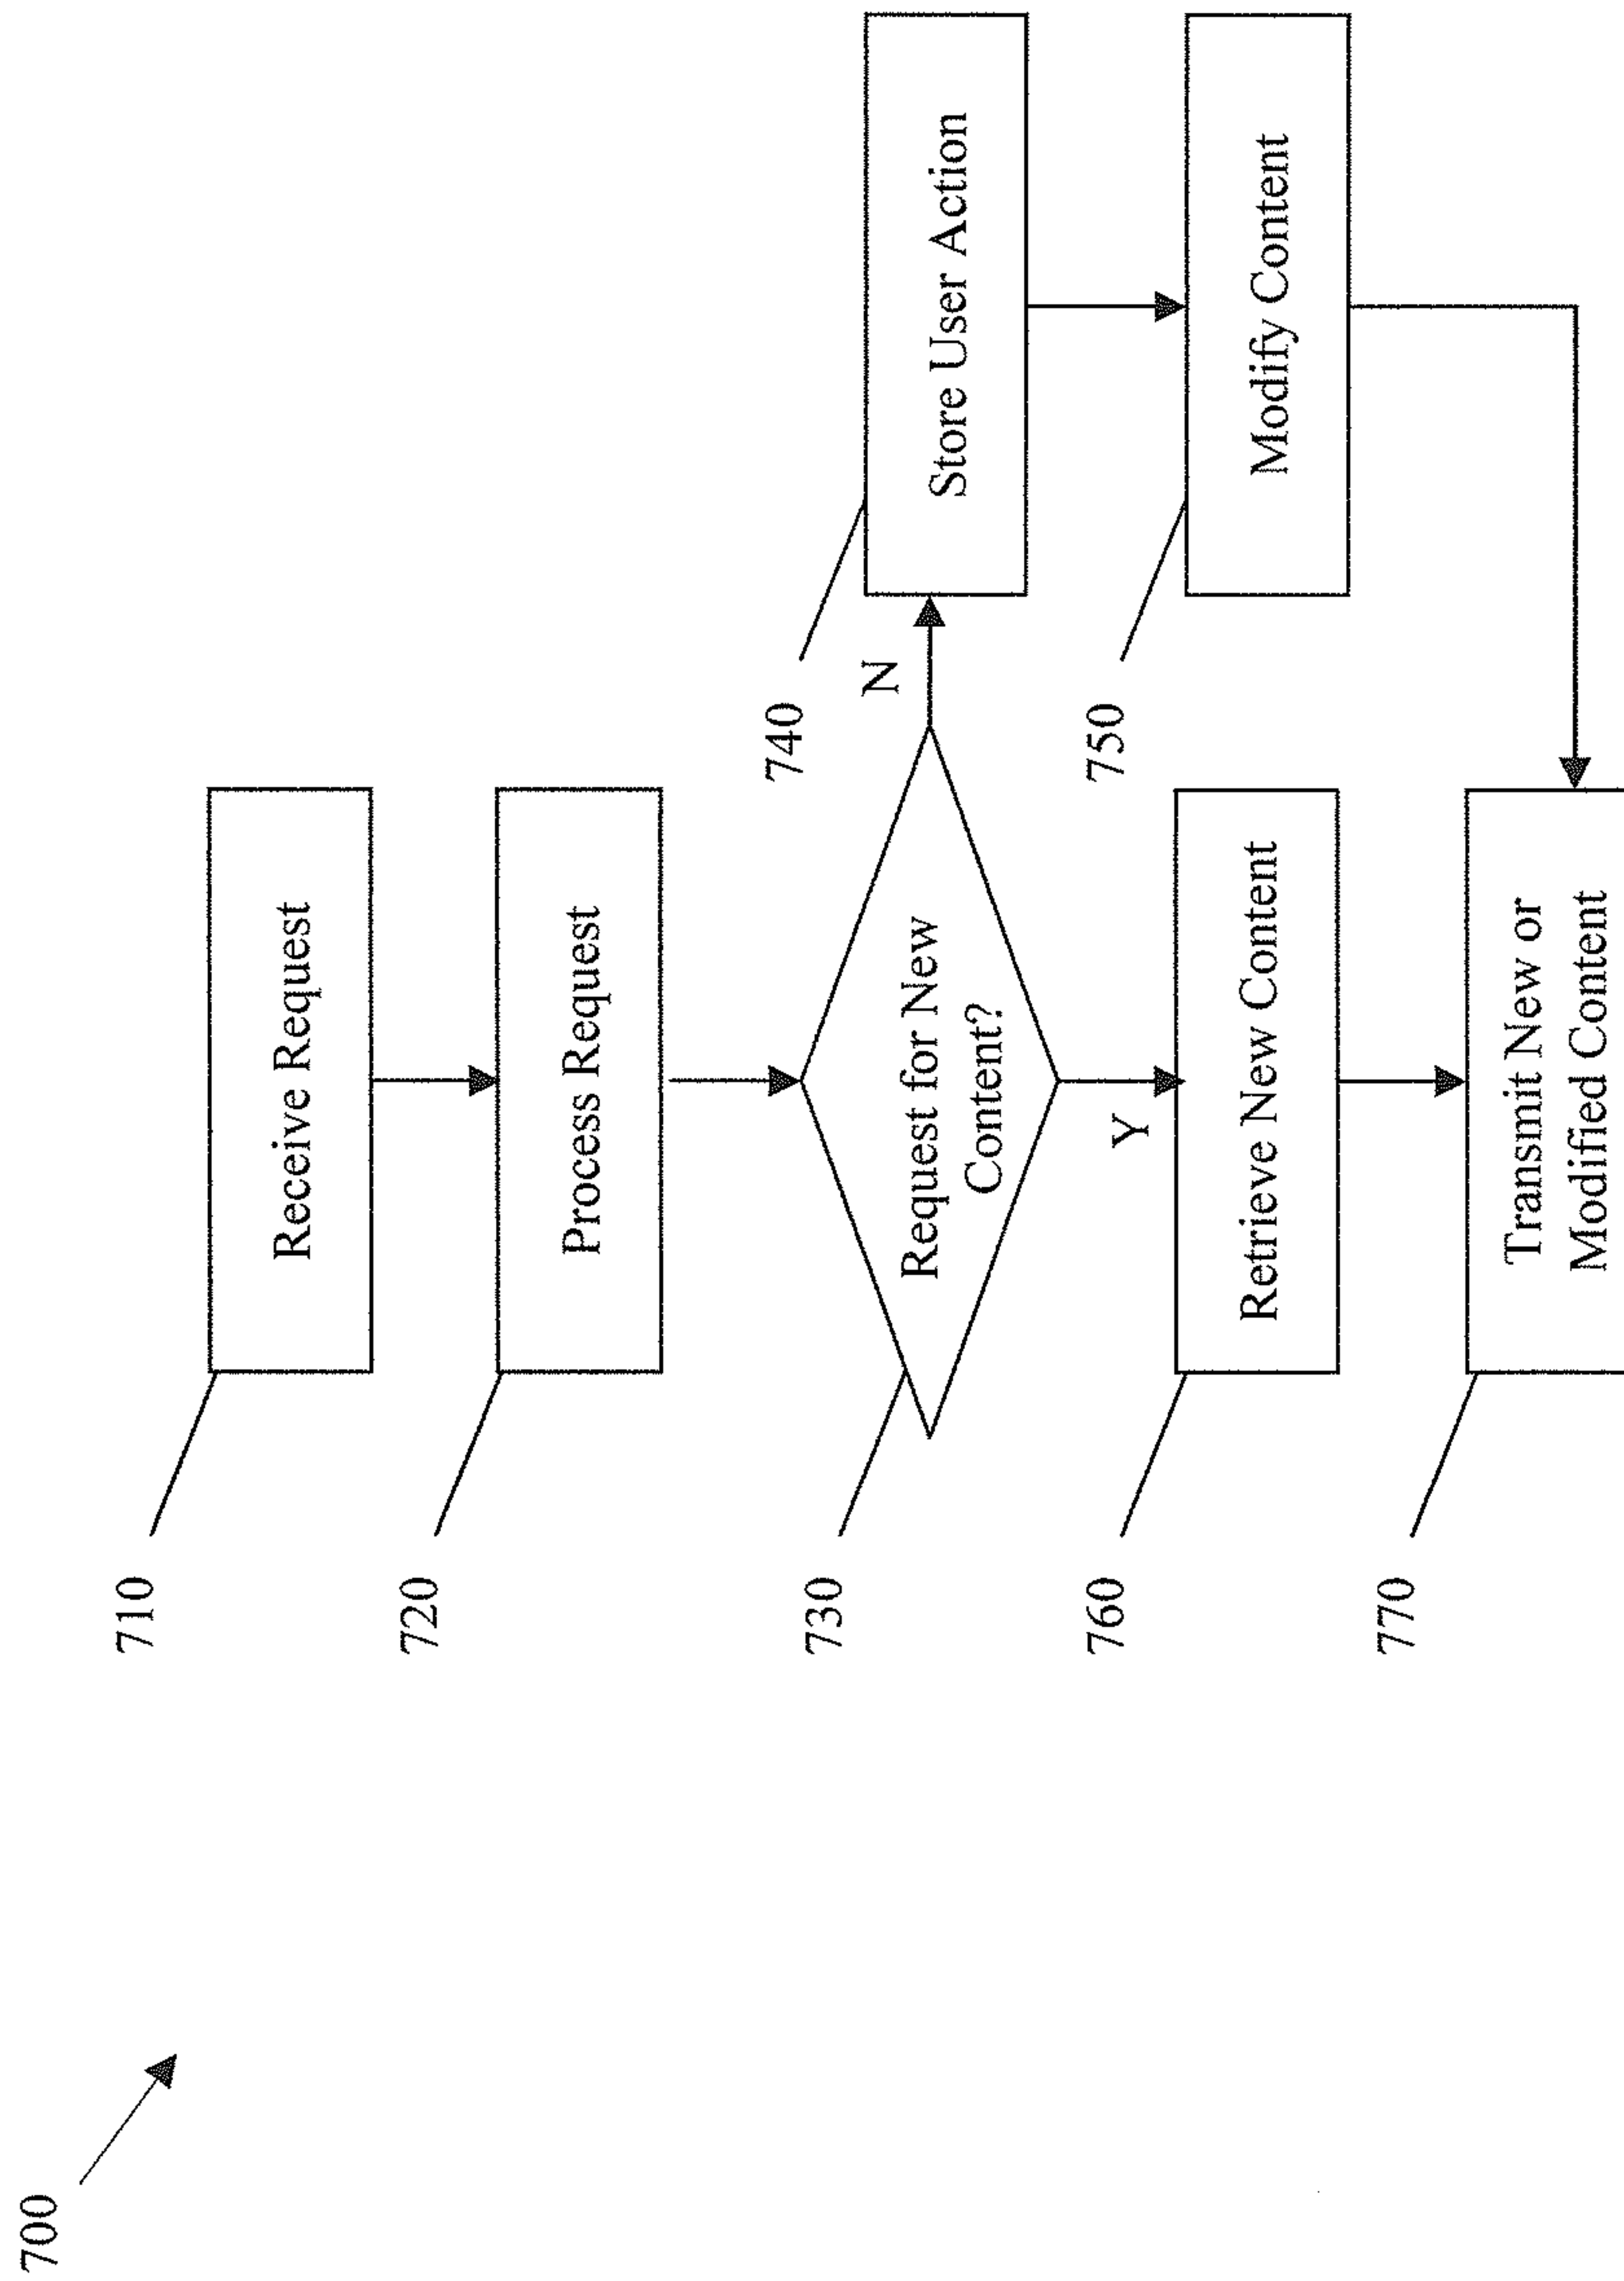 700
710
Receive Request
720
Process Request
730
Request for New
Content?
N
740
Store User Action
Y
750
Modify Content
760
Retrieve New Content
770
Transmit New or
Modified Content